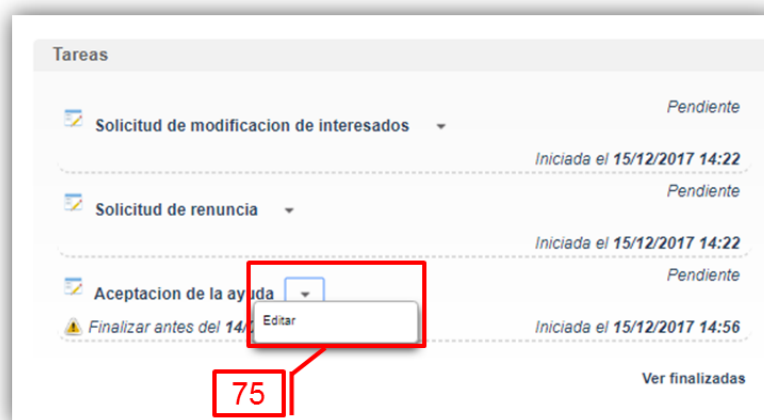 Tareas
Pendiente
Solicitud de modificacion de interesados
Iniciada el 15/12/2017 14:22
Pendiente
Solicitud de renuncia
Iniciada el 15/12/2017 14:22
Pendiente
Aceptacion de la ayuda
Editar
Finalizar antes del Iniciada el 15/12/2017 14:56
Ver finalizadas
75